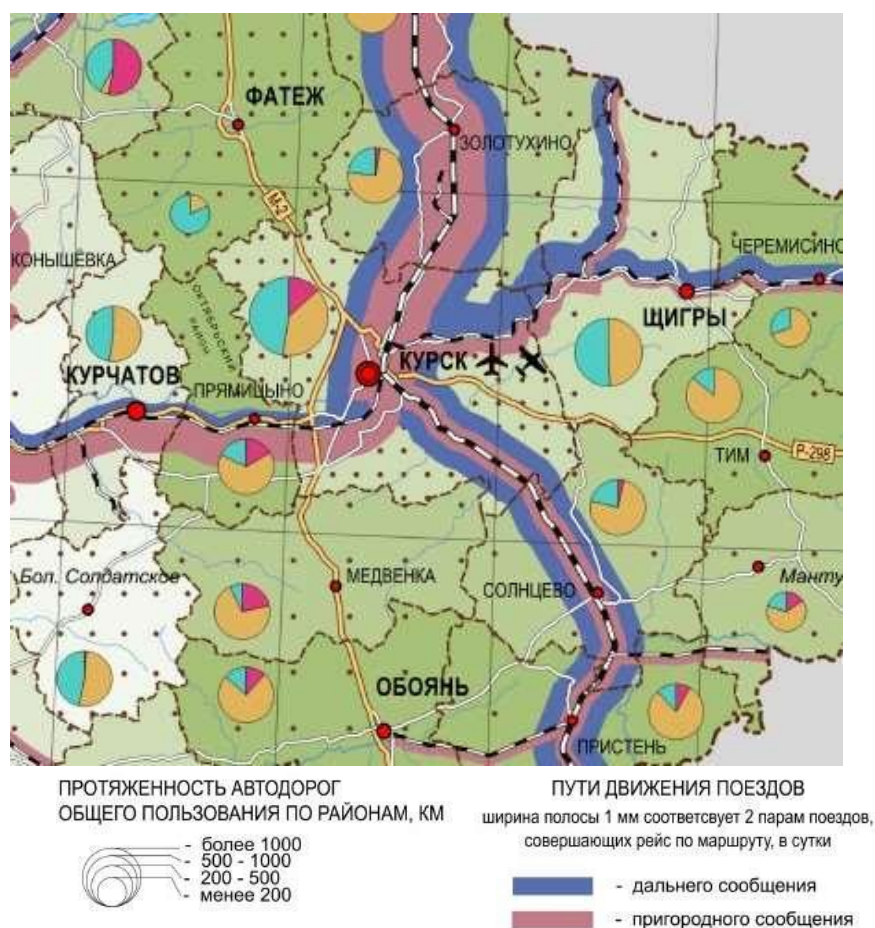 ФАТЕЖ
ЗОЛОТУХИНО
М-2
КОНЫШЁВКА
ЧЕРЕМИСИНО
ОКТЯБРЬСКИЙ
РАЙОН
ЩИГРЫ
КУРСК
КУРЧАТОВ
ПРЯМИЦЫНО
ТИМ
Р-298
Бол. Солдатское
МЕДВЕНКА
СОЛНЦЕВО
Манту
ОБОЯНЬ
ПРИСТЕНЬ
ПРОТЯЖЕННОСТЬ АВТОДОРОГ
ОБЩЕГО ПОЛЬЗОВАНИЯ ПО РАЙОНАМ, КМ
- более 1000
- 500 - 1000
- 200 - 500
- менее 200
ПУТИ ДВИЖЕНИЯ ПОЕЗДОВ
ширина полосы 1 мм соответсвует 2 парам поездов,
совершающих рейс по маршруту, в сутки
- дальнего сообщения
- пригородного сообщения